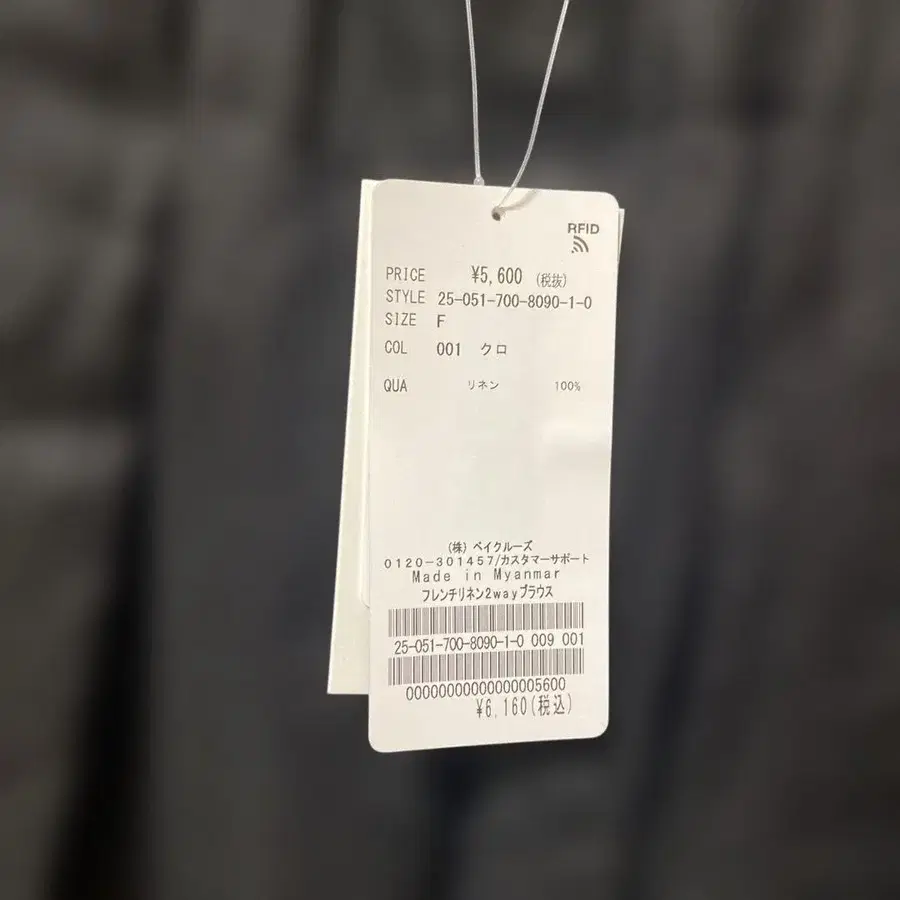 RFID
PRICE ¥5,600 (税抜)
STYLE 25-051-700-8090-1-0
SIZE F
COL 001 クロ
QUA リネン 100%
(株) ベイクルーズ
0120-301457/カスタマーサポート
Made in Myanmar
フレンチリネン2wayブラウス
25-051-700-8090-1-0 009 001
00000000000000005600
¥6,160(税込)